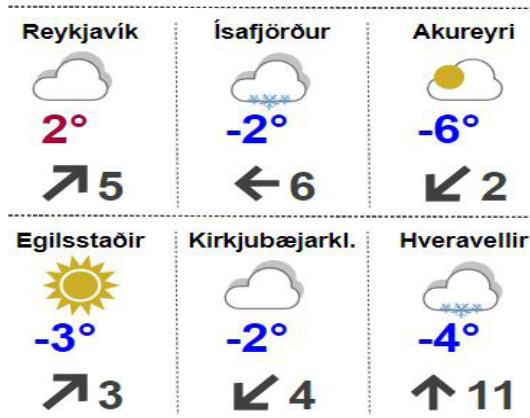 Reykjavík Ísafjörður Akureyri
2° -2° -6°
5 6 2
Egilsstaðir Kirkjubæjarkl. Hveravellir
-3° -2° -4°
3 4 11